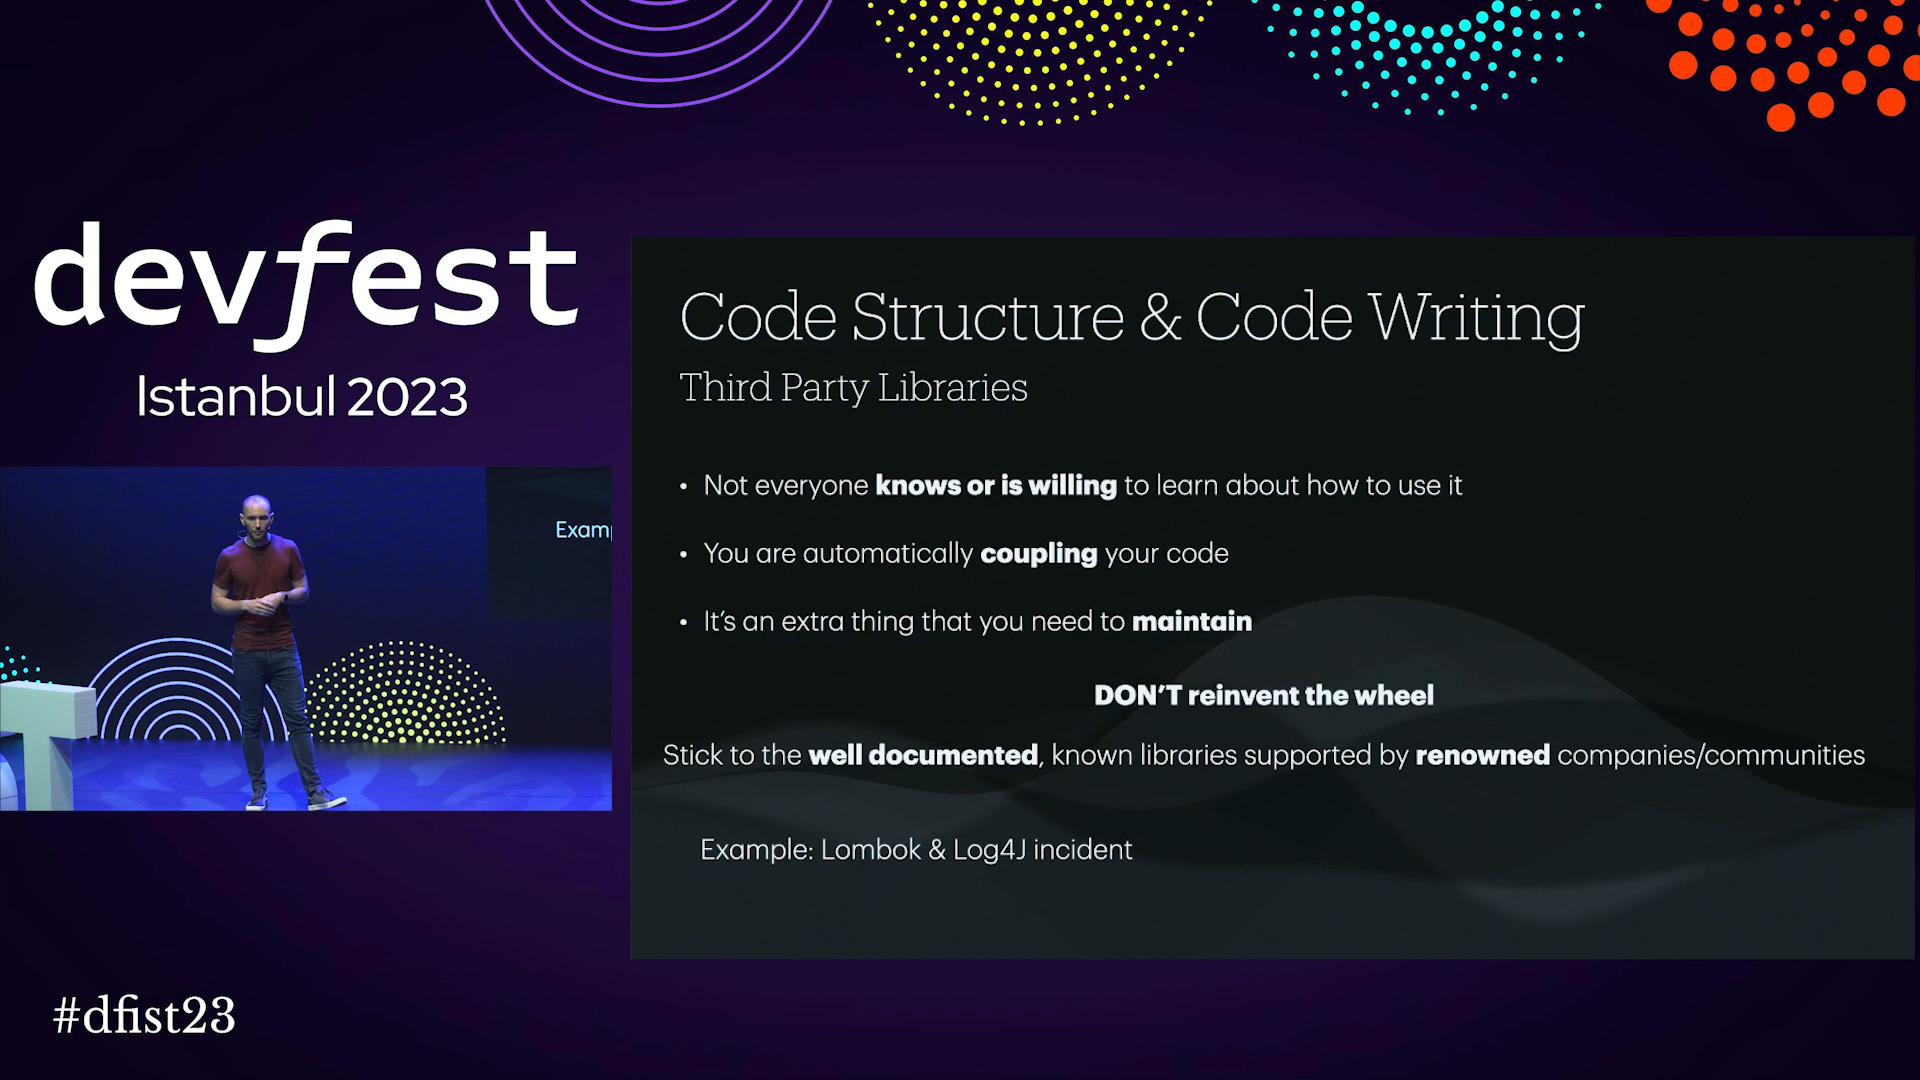 devfest
Istanbul 2023
Code Structure & Code Writing
Third Party Libraries
• Not everyone knows or is willing to learn about how to use it
• You are automatically coupling your code
• It's an extra thing that you need to maintain
DON'T reinvent the wheel
Stick to the well documented, known libraries supported by renowned companies/communities
Example: Lombok & Log4J incident
Exam
T
#dfist23